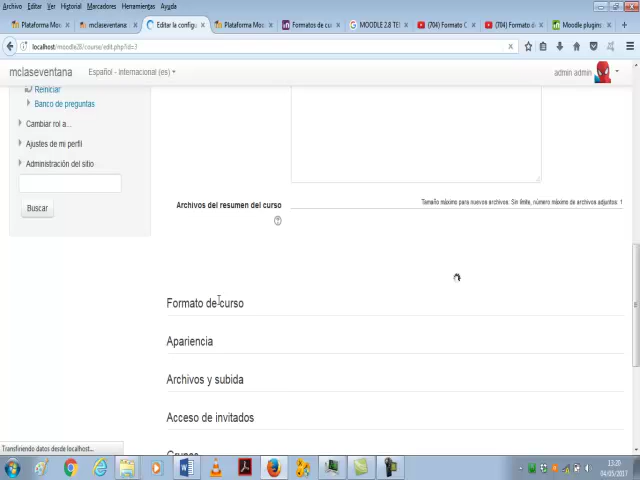 Archivo Editar Ver Historial Marcadores Herramientas Ayuda
Plataforma Moo
mclaseventana:
Editar la configu
Plataforma Moo
Formatos de cu
MOODLE 2.8 TE
(704) Formato C
(704) Formato d
Moodle plugins
localhost/moodle28/course/edit.php?id=3
mclaseventana
Español - Internacional (es)
admin admin
Reiniciar
Banco de preguntas
Cambiar rol a...
Ajustes de mi perfil
Administración del sitio
Buscar
Archivos del resumen del curso
Tamaño máximo para nuevos archivos: Sin límite, número máximo de archivos adjuntos: 1
Formato de curso
Apariencia
Archivos y subida
Acceso de invitados
Grupos
Transfiriendo datos desde localhost...
13:20
04/05/2017